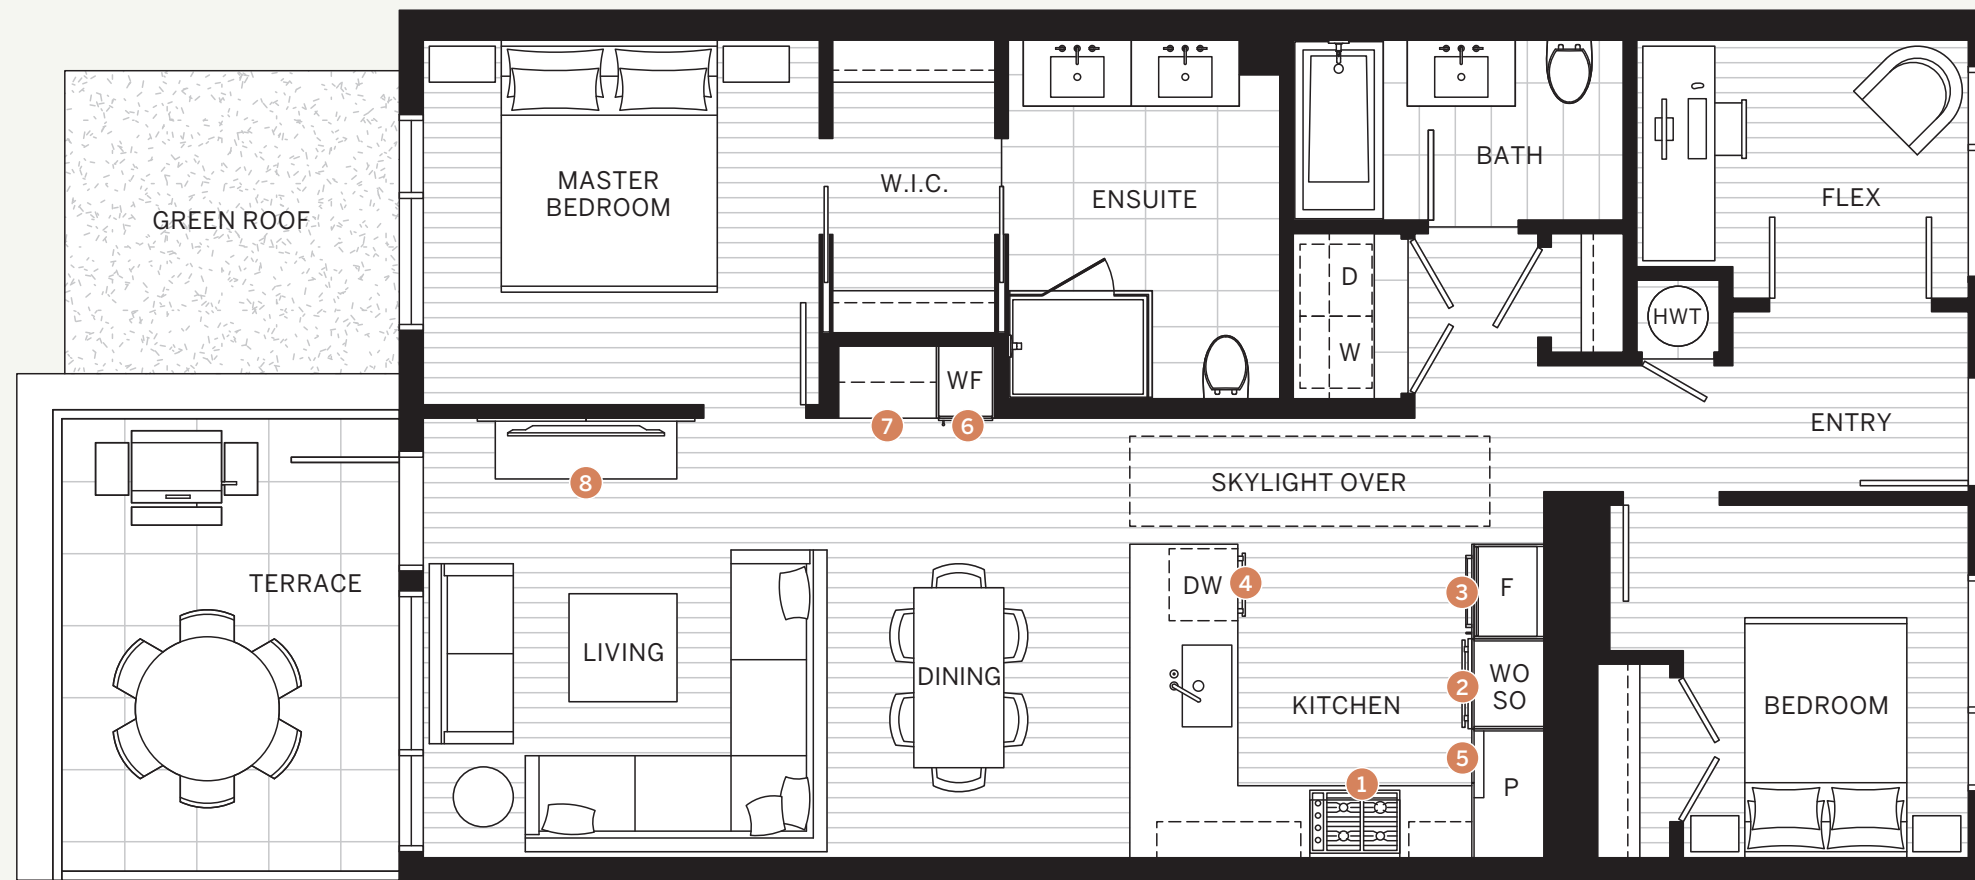 MASTER
BEDROOM
W.I.C.
ENSUITE
BATH
FLEX
GREEN ROOF
D
W
HWT
WF
7
6
ENTRY
8
SKYLIGHT OVER
TERRACE
LIVING
DINING
DW
4
3
F
KITCHEN
2
WO
SO
5
1
P
BEDROOM